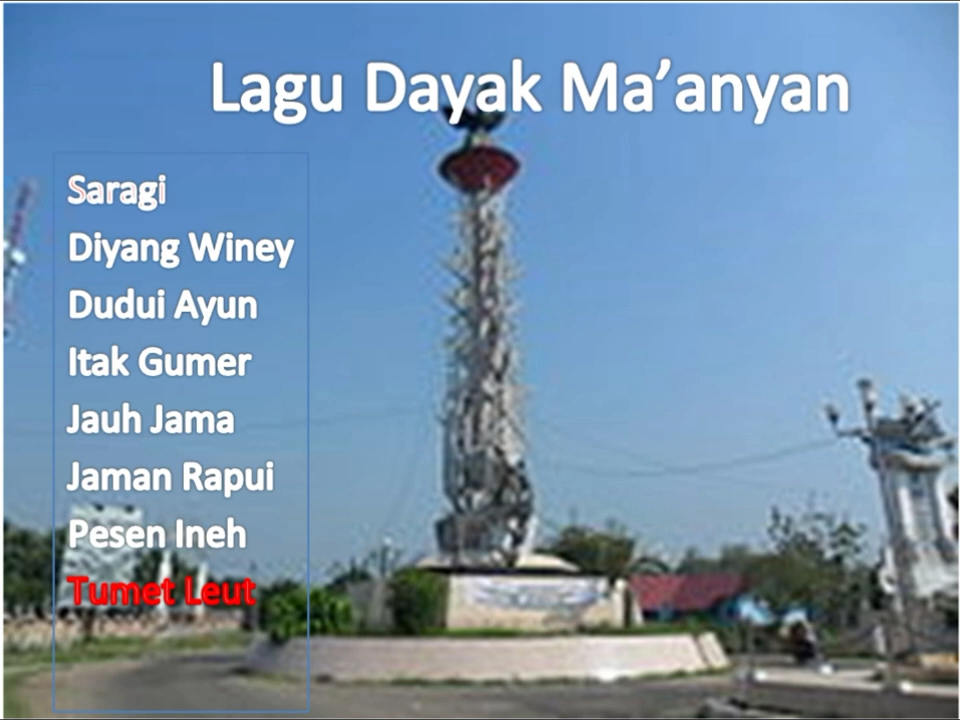 Lagu Dayak Ma’anyan
Saragi
Diyang Winey
Dudui Ayun
Itak Gumer
Jauh Jama
Jaman Rapui
Pesen Ineh
Tumet Leut